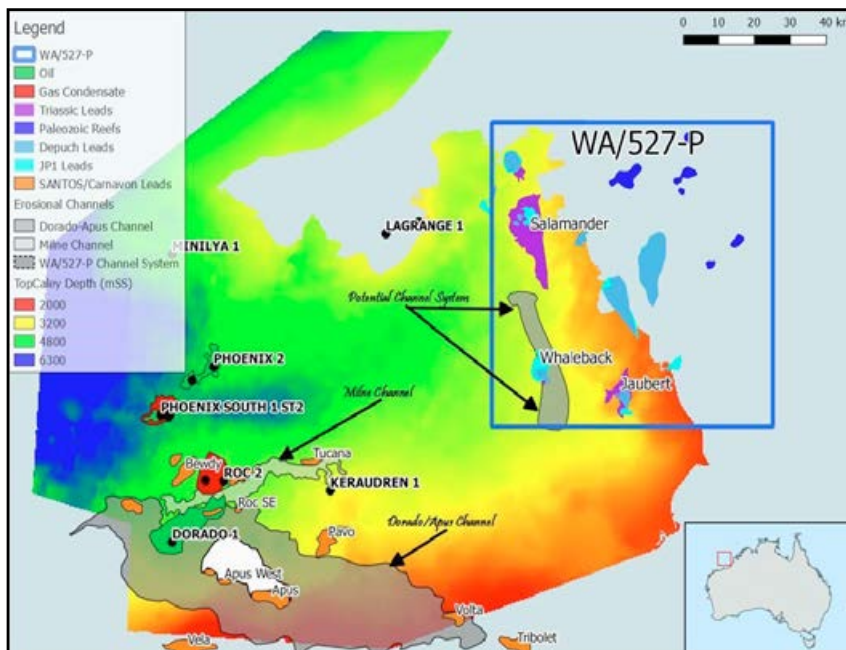 Legend
WA/527-P
Oil
Gas Condensate
Triassic Leads
Paleozoic Reefs
Depuch Leads
JP1 Leads
SANTOS/Carnavon Leads
Erosional Channels
Dorado-Apus Channel
Milne Channel
WA/527-P Channel System
TopCaley Depth (mSS)
2000
3200
4800
6300
0 10 20 30 40 km
WA/527-P
Salamander
LAGRANGE 1
MINILYA 1
Potential Channel System
PHOENIX 2
Whaleback
Jaubert
PHOENIX SOUTH 1 ST2
Milne Channel
Bewdy
ROC 2
Tucana
KERAUDREN 1
Roc SE
DORADO 1
Pavo
Dorado/Apus Channel
Apus West
Apus
Volta
Vela
Tribolet